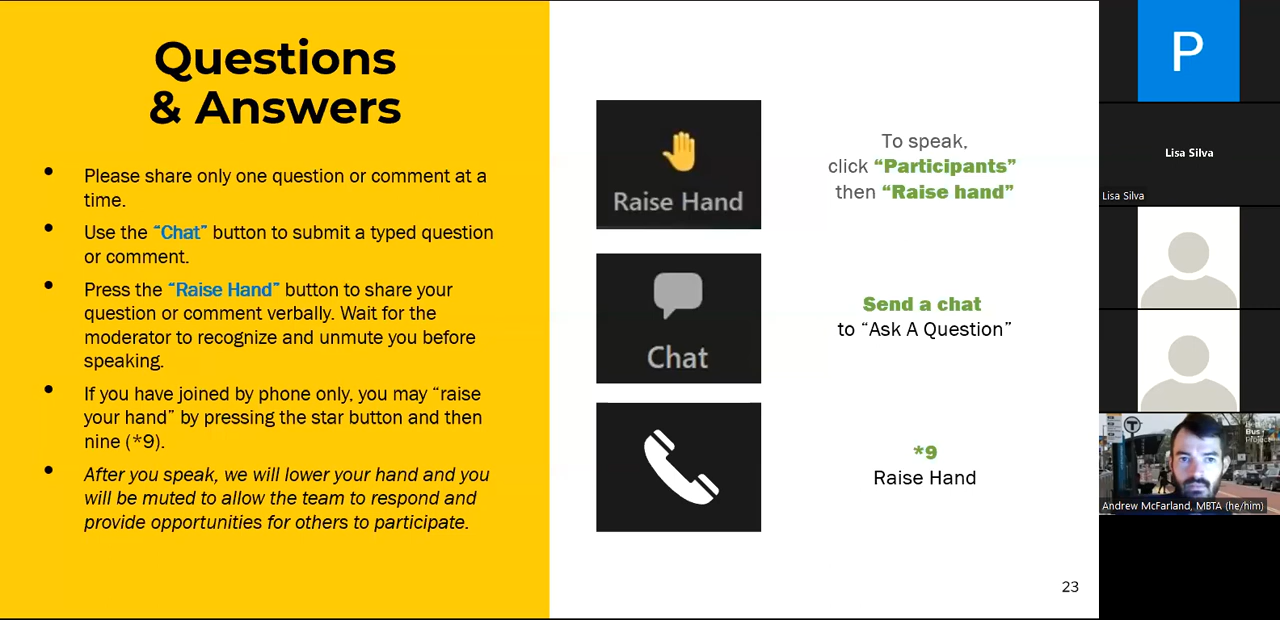 Questions
& Answers
• Please share only one question or comment at a
time.
• Use the “Chat” button to submit a typed question
or comment.
• Press the “Raise Hand” button to share your
question or comment verbally. Wait for the
moderator to recognize and unmute you before
speaking.
• If you have joined by phone only, you may “raise
your hand” by pressing the star button and then
nine (*9).
• After you speak, we will lower your hand and you
will be muted to allow the team to respond and
provide opportunities for others to participate.
Raise Hand
To speak,
click “Participants”
then “Raise hand”
Chat
Send a chat
to “Ask A Question”
*9
Raise Hand
23
P
Lisa Silva
Lisa Silva
T
Bus
Project
Andrew McFarland, MBTA (he/him)